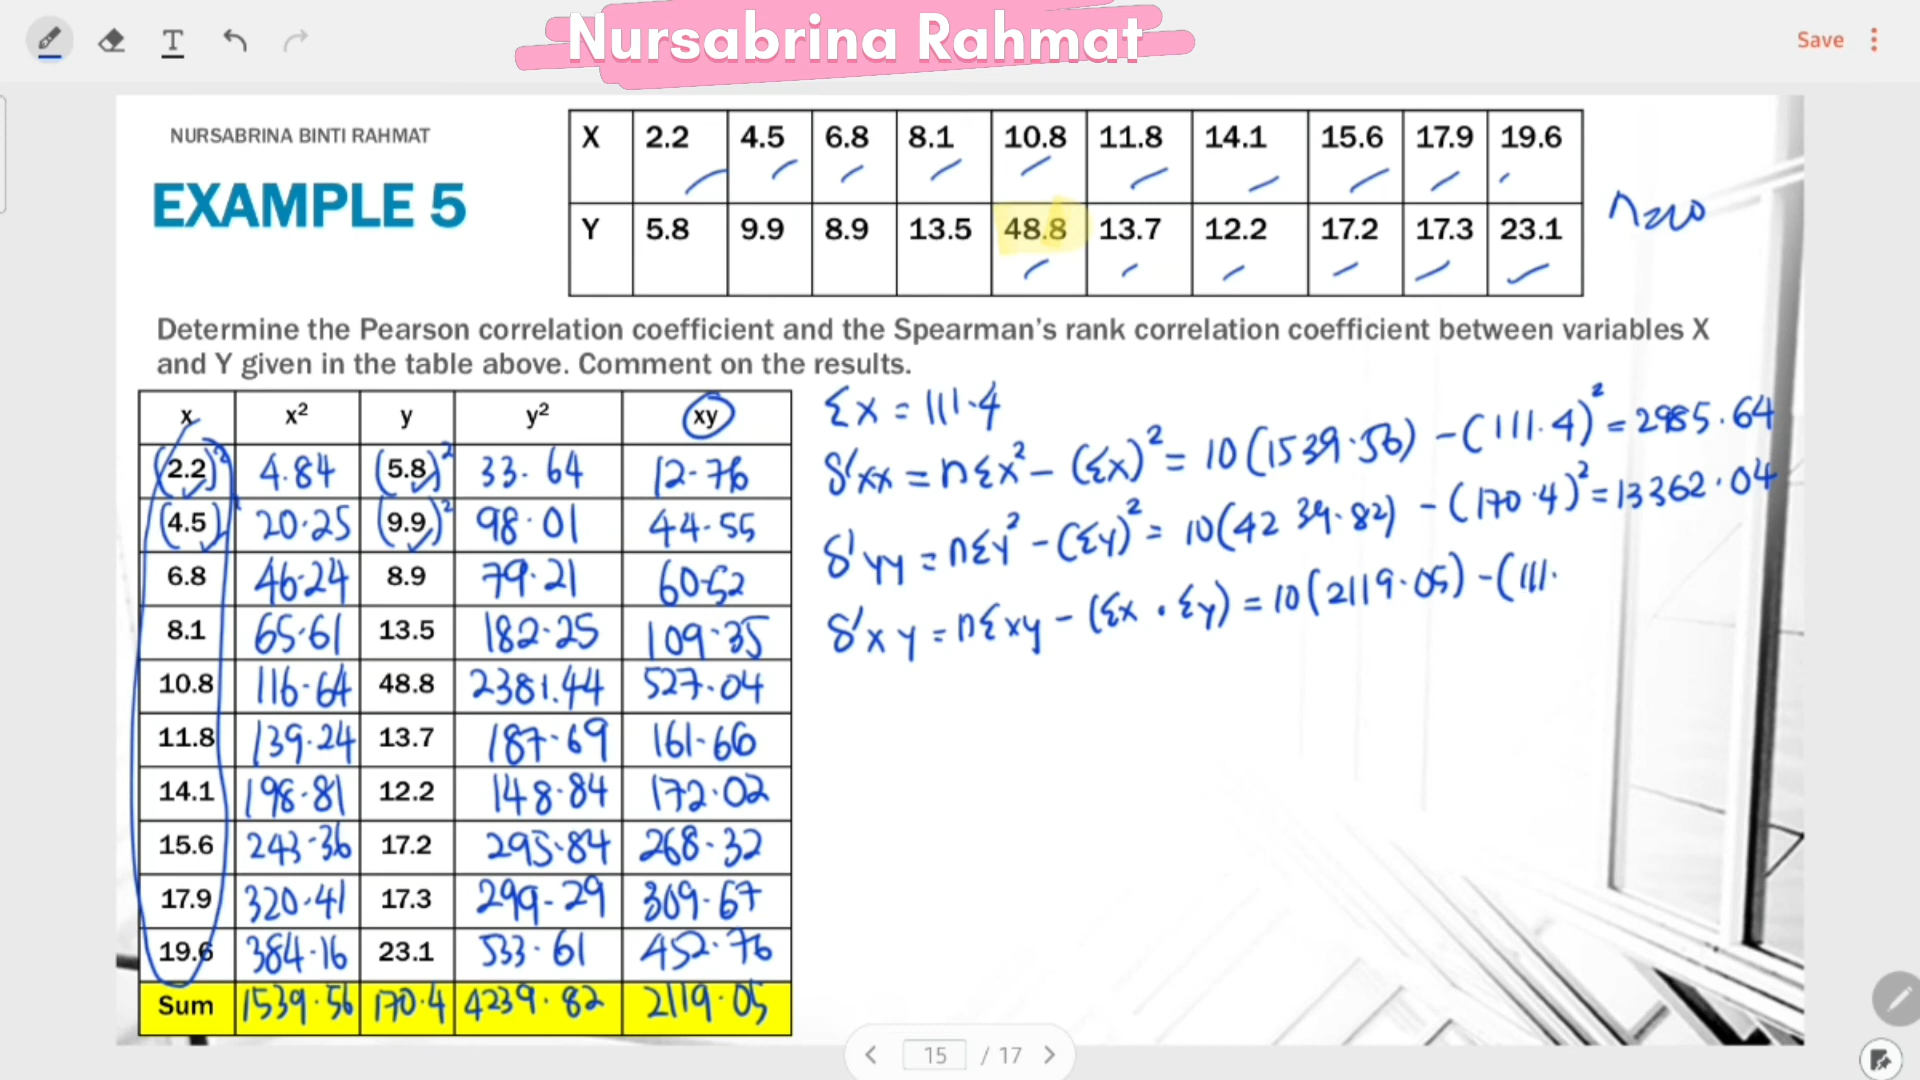 Nursabrina Rahmat
T
Save
NURSABRINA BINTI RAHMAT
EXAMPLE 5
X 2.2 4.5 6.8 8.1 10.8 11.8 14.1 15.6 17.9 19.6
Y 5.8 9.9 8.9 13.5 48.8 13.7 12.2 17.2 17.3 23.1
n=10
Determine the Pearson correlation coefficient and the Spearman's rank correlation coefficient between variables X
and Y given in the table above. Comment on the results.
x x² y y² xy
(2.2)² 4.84 (5.8)² 33.64 12.76
(4.5)² 20.25 (9.9)² 98.01 44.55
6.8 46.24 8.9 79.21 60.52
8.1 65.61 13.5 182.25 109.35
10.8 116.64 48.8 2381.44 527.04
11.8 139.24 13.7 187.69 161.66
14.1 198.81 12.2 148.84 172.02
15.6 243.36 17.2 295.84 268.32
17.9 320.41 17.3 299.29 309.67
19.6 384.16 23.1 533.61 452.76
Sum 1539.56 170.4 4239.82 2119.05
Σx = 111.4
S'xx = nΣx² - (Σx)² = 10(1539.56) - (111.4)² = 2985.64
S'yy = nΣy² - (Σy)² = 10(4239.82) - (170.4)² = 13362.04
S'xy = nΣxy - (Σx . Σy) = 10(2119.05) - (111.
15 / 17